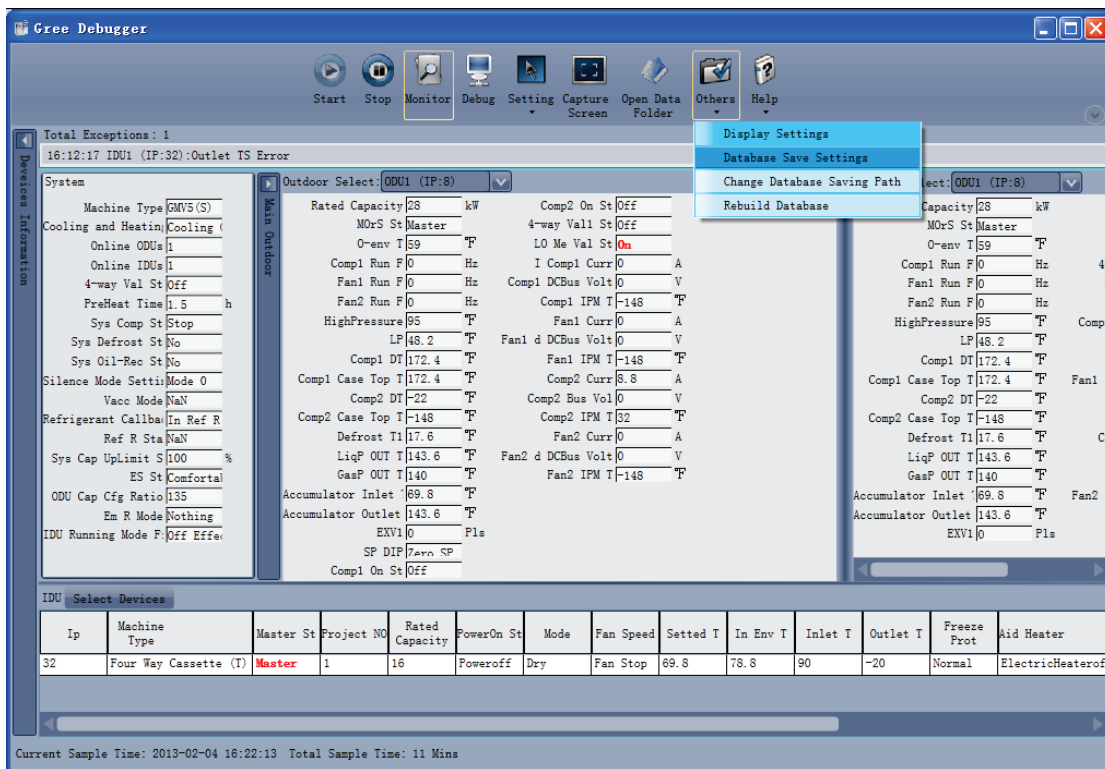 Gree Debugger
Start Stop Monitor Debug Setting Capture Screen Open Data Folder Others Help
Display Settings
Database Save Settings
Change Database Saving Path
Rebuild Database
Total Exceptions: 1
16:12:17 IDU1 (IP:32):Outlet TS Error
Deveices Information
System
Machine Type GMV5(S)
Cooling and Heatin Cooling (
Online ODUs 1
Online IDUs 1
4-way Val St Off
PreHeat Time 1.5 h
Sys Comp St Stop
Sys Defrost St No
Sys Oil-Rec St No
Silence Mode Setti Mode 0
Vacc Mode NaN
Refrigerant Callba In Ref R
Ref R Sta NaN
Sys Cap UpLimit S 100 %
ES St Comfortal
ODU Cap Cfg Ratio 135
Em R Mode Nothing
IDU Running Mode F: Off Effe
Main Outdoor
Outdoor Select: ODU1 (IP:8)
Rated Capacity 28 kW
MOrS St Master
O-env T 59 ℉
Comp1 Run F 0 Hz
Fan1 Run F 0 Hz
Fan2 Run F 0 Hz
HighPressure 95 ℉
LP 48.2 ℉
Comp1 DT 172.4 ℉
Comp1 Case Top T 172.4 ℉
Comp2 DT -22 ℉
Comp2 Case Top T -148 ℉
Defrost T1 17.6 ℉
LiqP OUT T 143.6 ℉
GasP OUT T 140 ℉
Accumulator Inlet 69.8 ℉
Accumulator Outlet 143.6 ℉
EXV1 0 Pls
SP DIP Zero SP
Comp1 On St Off
Comp2 On St Off
4-way Val1 St Off
LO Me Val St On
I Comp1 Curr 0 A
Comp1 DCBus Volt 0 V
Comp1 IPM T -148 ℉
Fan1 Curr 0 A
Fan1 d DCBus Volt 0 V
Fan1 IPM T -148 ℉
Comp2 Curr 8.8 A
Comp2 Bus Vol 0 V
Comp2 IPM T 32 ℉
Fan2 Curr 0 A
Fan2 d DCBus Volt 0 V
Fan2 IPM T -148 ℉
lect: ODU1 (IP:8)
Capacity 28 kW
MOrS St Master
O-env T 59 ℉
Comp1 Run F 0 Hz 4
Fan1 Run F 0 Hz
Fan2 Run F 0 Hz
HighPressure 95 ℉ Comp
LP 48.2 ℉
Comp1 DT 172.4 ℉
Comp1 Case Top T 172.4 ℉ Fan1
Comp2 DT -22 ℉
Comp2 Case Top T -148 ℉
Defrost T1 17.6 ℉ C
LiqP OUT T 143.6 ℉
GasP OUT T 140 ℉
Accumulator Inlet 69.8 ℉ Fan2
Accumulator Outlet 143.6 ℉
EXV1 0 Pls
IDU Select Devices
Ip Machine Type Master St Project NO Rated Capacity PowerOn St Mode Fan Speed Setted T In Env T Inlet T Outlet T Freeze Prot Aid Heater
32 Four Way Cassette (T) Master 1 16 Poweroff Dry Fan Stop 69.8 78.8 90 -20 Normal ElectricHeaterof
Current Sample Time: 2013-02-04 16:22:13 Total Sample Time: 11 Mins